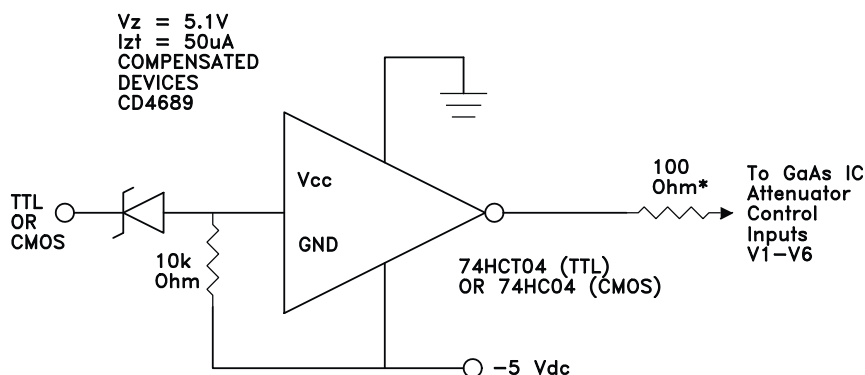 Vz = 5.1V
Izt = 50uA
COMPENSATED
DEVICES
CD4689
Vcc
GND
TTL
OR
CMOS
10k
Ohm
100
Ohm*
To GaAs IC
Attenuator
Control
Inputs
V1-V6
74HCT04 (TTL)
OR 74HC04 (CMOS)
-5 Vdc